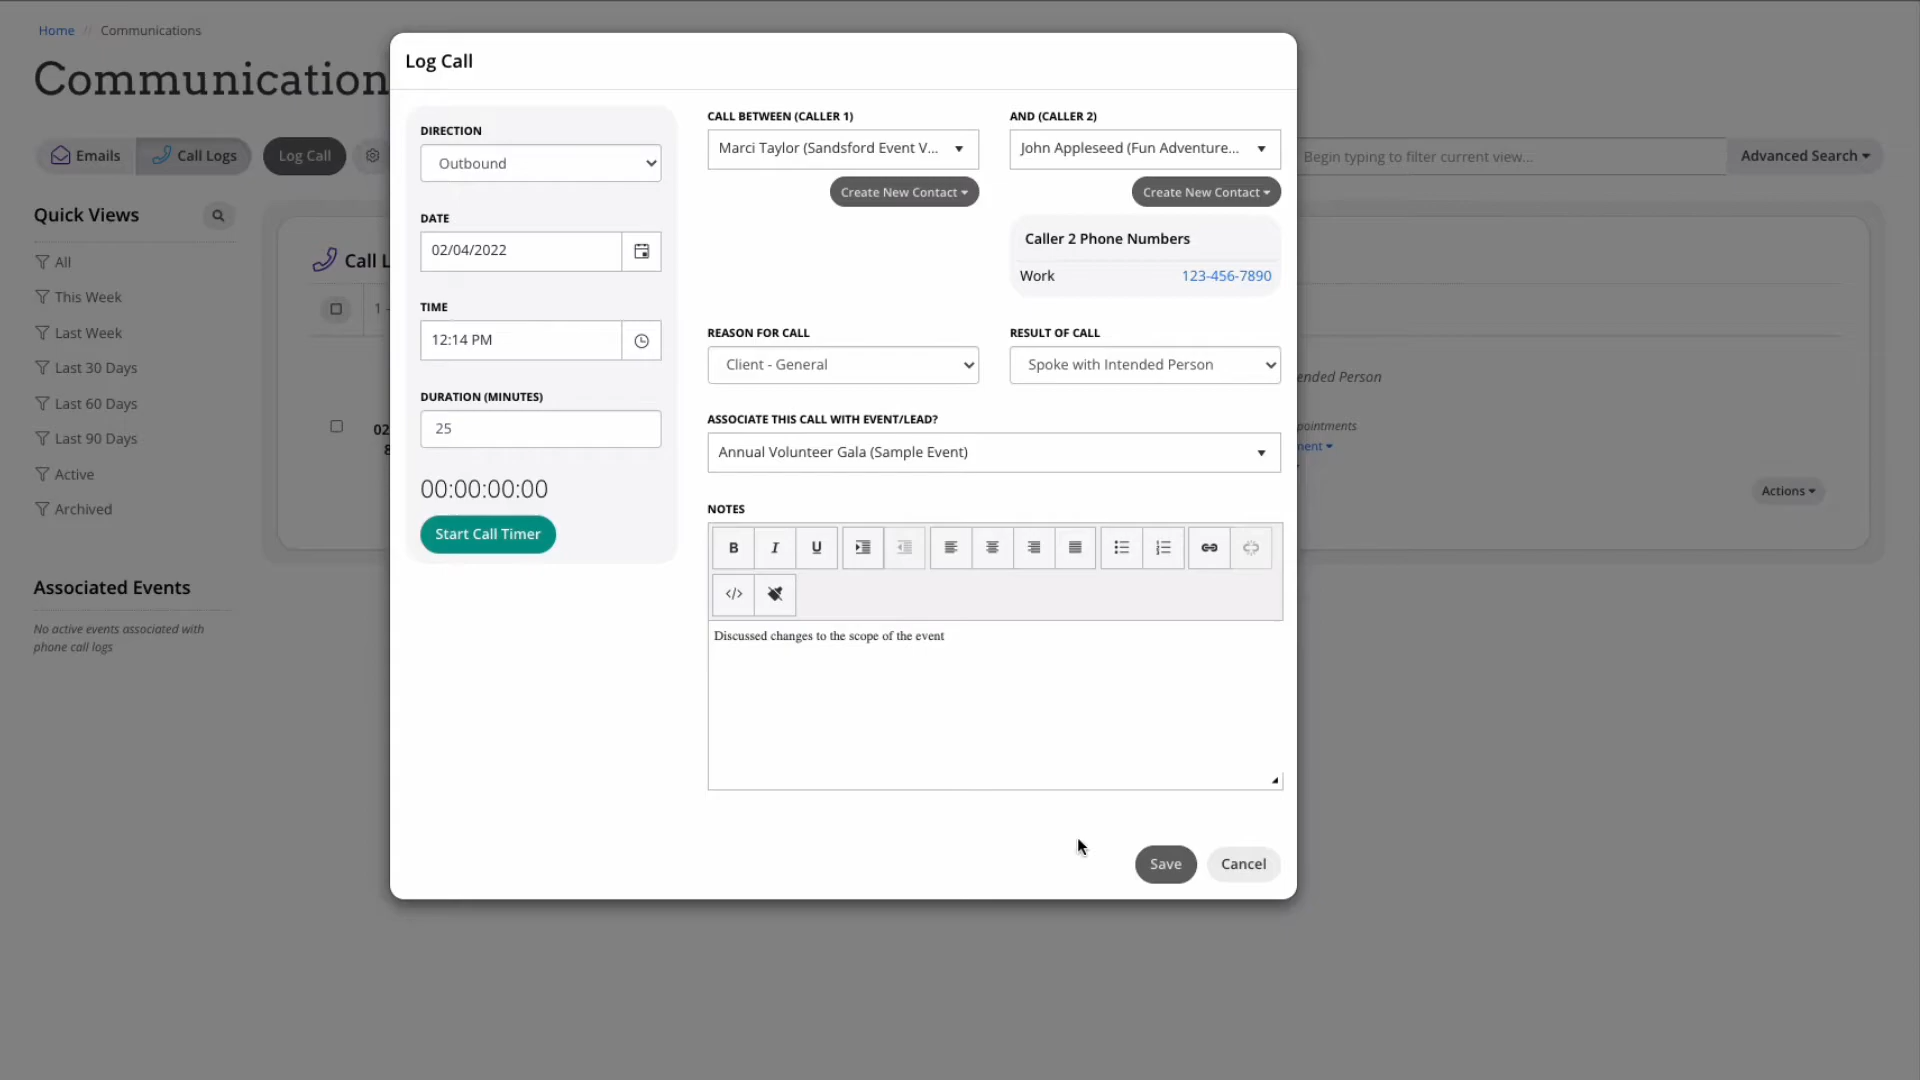 Home // Communications
Communication
Emails
Call Logs
Log Call
Begin typing to filter current view...
Advanced Search
Quick Views
All
This Week
Last Week
Last 30 Days
Last 60 Days
Last 90 Days
Active
Archived
Associated Events
No active events associated with
phone call logs
Call L
1 -
02
8
ended Person
pointments
nent
Actions
Log Call
DIRECTION
Outbound
DATE
02/04/2022
TIME
12:14 PM
DURATION (MINUTES)
25
00:00:00:00
Start Call Timer
CALL BETWEEN (CALLER 1)
Marci Taylor (Sandsford Event V...
Create New Contact
AND (CALLER 2)
John Appleseed (Fun Adventure...
Create New Contact
Caller 2 Phone Numbers
Work 123-456-7890
REASON FOR CALL
Client - General
RESULT OF CALL
Spoke with Intended Person
ASSOCIATE THIS CALL WITH EVENT/LEAD?
Annual Volunteer Gala (Sample Event)
NOTES
B I U
Discussed changes to the scope of the event
Save
Cancel